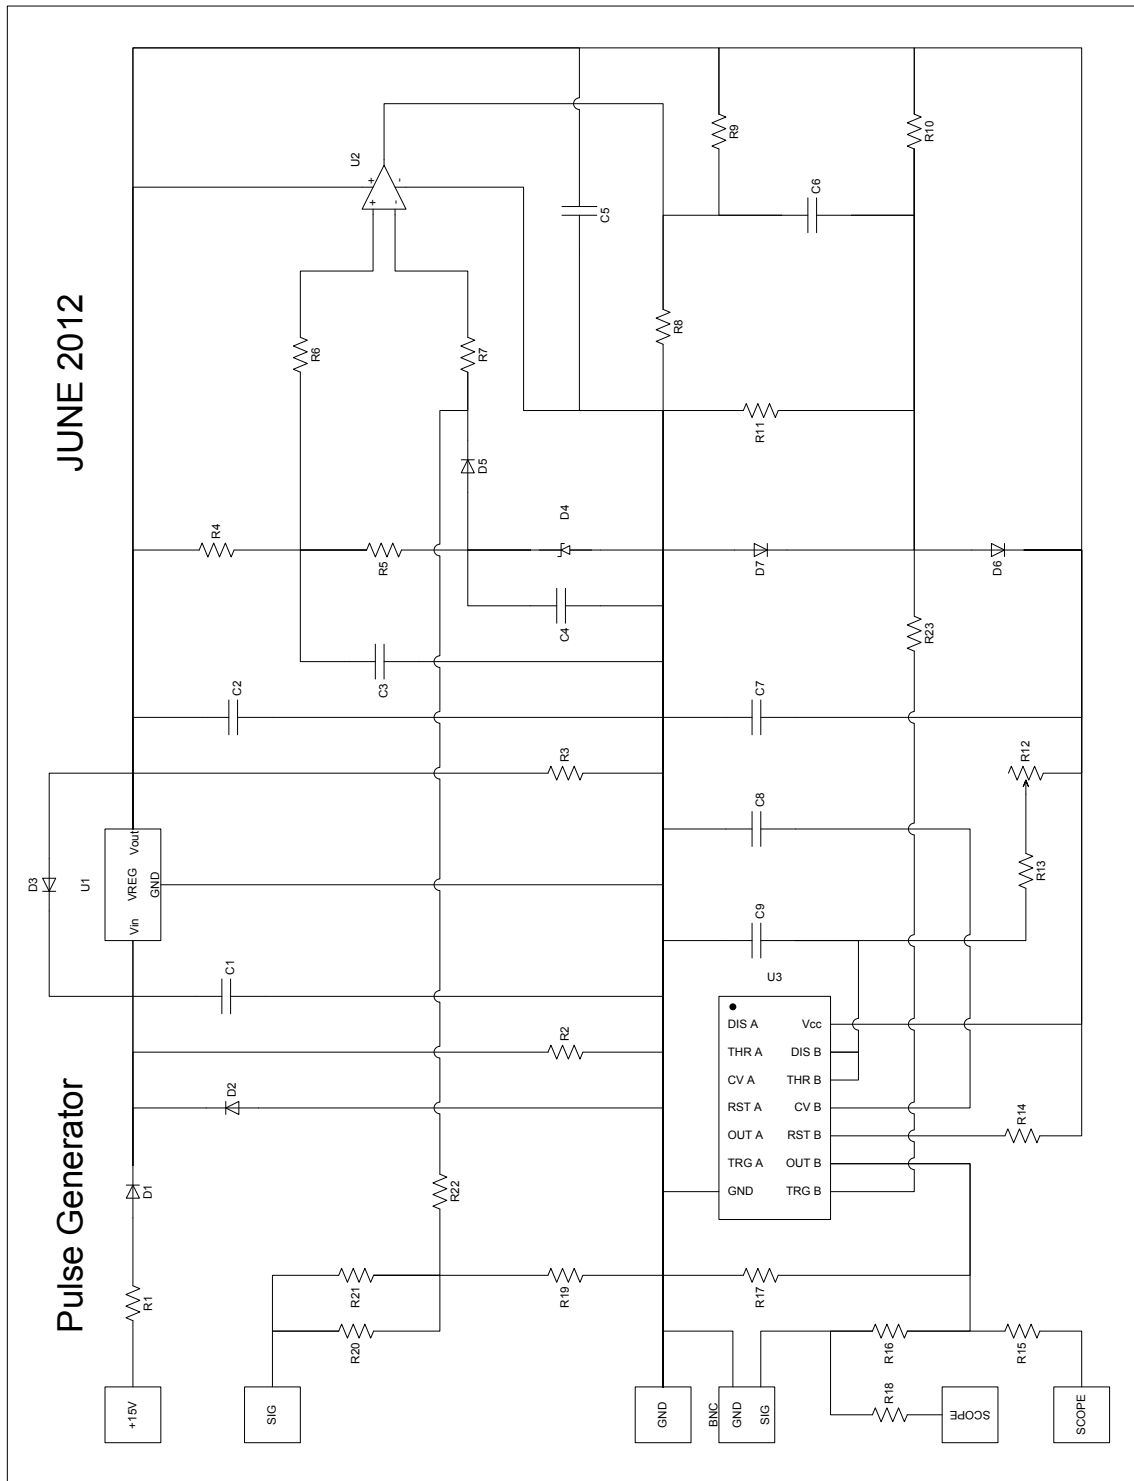 Pulse Generator
JUNE 2012
+15V
R1
D1
D2
R2
C1
D3
U1
Vin
VREG
Vout
GND
R3
C2
C3
C4
R4
R5
R6
R7
D5
D4
U2
+
-
+
-
C5
SIG
R20
R21
R22
R19
GND
BNC
GND
SIG
R17
R16
R18
R15
SCOPE
SCOPE
U3
DIS A
THR A
CV A
RST A
OUT A
TRG A
GND
Vcc
DIS B
THR B
CV B
RST B
OUT B
TRG B
R14
C9
C8
C7
R13
R12
R23
D7
D6
R11
R8
R9
C6
R10